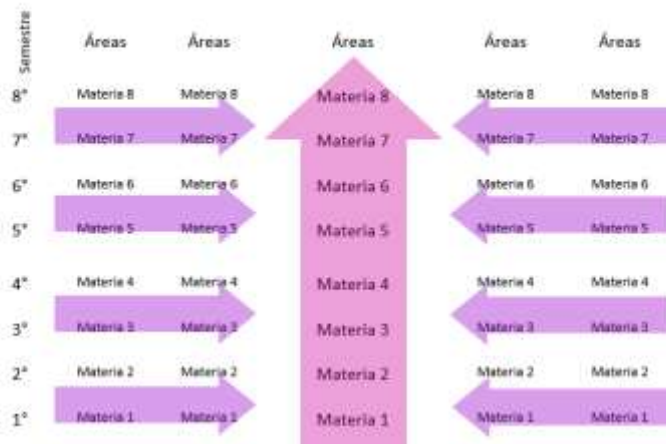 Semestre
Áreas Áreas Áreas Áreas Áreas
8° Materia 8 Materia 8 Materia 8 Materia 8 Materia 8
7° Materia 7 Materia 7 Materia 7 Materia 7 Materia 7
6° Materia 6 Materia 6 Materia 6 Materia 6 Materia 6
5° Materia 5 Materia 5 Materia 5 Materia 5 Materia 5
4° Materia 4 Materia 4 Materia 4 Materia 4 Materia 4
3° Materia 3 Materia 3 Materia 3 Materia 3 Materia 3
2° Materia 2 Materia 2 Materia 2 Materia 2 Materia 2
1° Materia 1 Materia 1 Materia 1 Materia 1 Materia 1